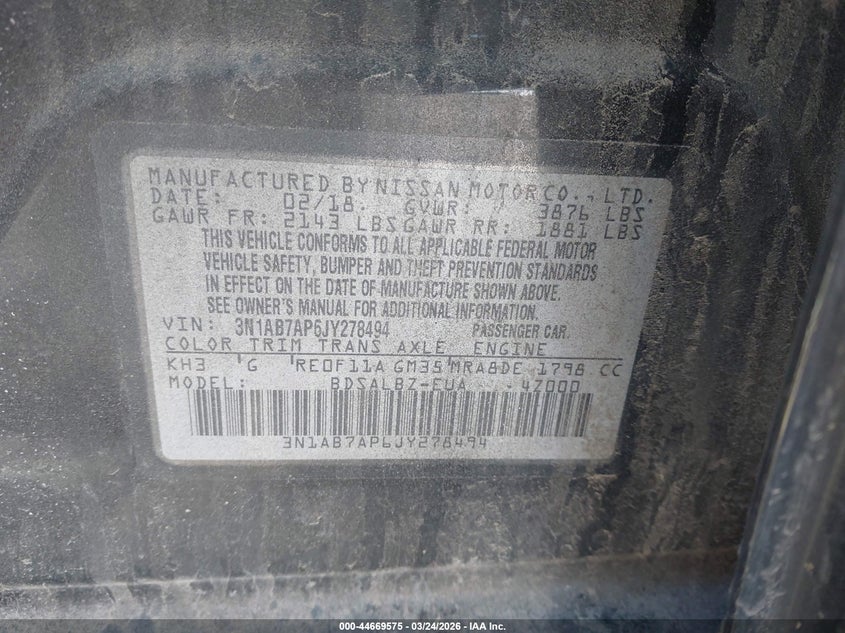 MANUFACTURED BY NISSAN MOTOR CO., LTD.
DATE: 02/18 GVWR: 3876 LBS
GAWR FR: 2143 LBS GAWR RR: 1881 LBS
THIS VEHICLE CONFORMS TO ALL APPLICABLE FEDERAL MOTOR
VEHICLE SAFETY, BUMPER AND THEFT PREVENTION STANDARDS
IN EFFECT ON THE DATE OF MANUFACTURE SHOWN ABOVE.
SEE OWNER'S MANUAL FOR ADDITIONAL INFORMATION.
VIN: 3N1AB7AP6JY278494 PASSENGER CAR
COLOR TRIM TRANS AXLE ENGINE
KH3 G RE0F11A GM38 MRA8DE 1798 CC
MODEL: BDSALBZ-EUA -4Z000
3N1AB7AP6JY278494
000-44669575 - 03/24/2026 - IAA Inc.